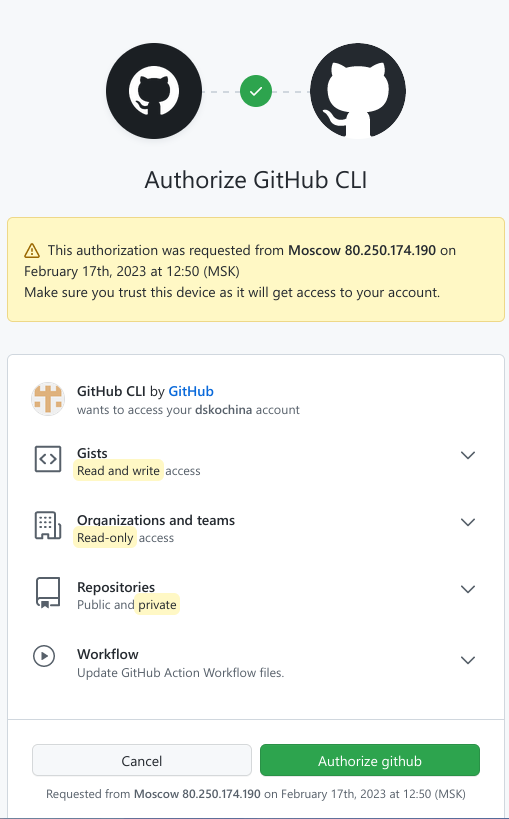 Authorize GitHub CLI
This authorization was requested from Moscow 80.250.174.190 on
February 17th, 2023 at 12:50 (MSK)
Make sure you trust this device as it will get access to your account.
GitHub CLI by GitHub
wants to access your dskochina account
Gists
Read and write access
Organizations and teams
Read-only access
Repositories
Public and private
Workflow
Update GitHub Action Workflow files.
Cancel
Authorize github
Requested from Moscow 80.250.174.190 on February 17th, 2023 at 12:50 (MSK)